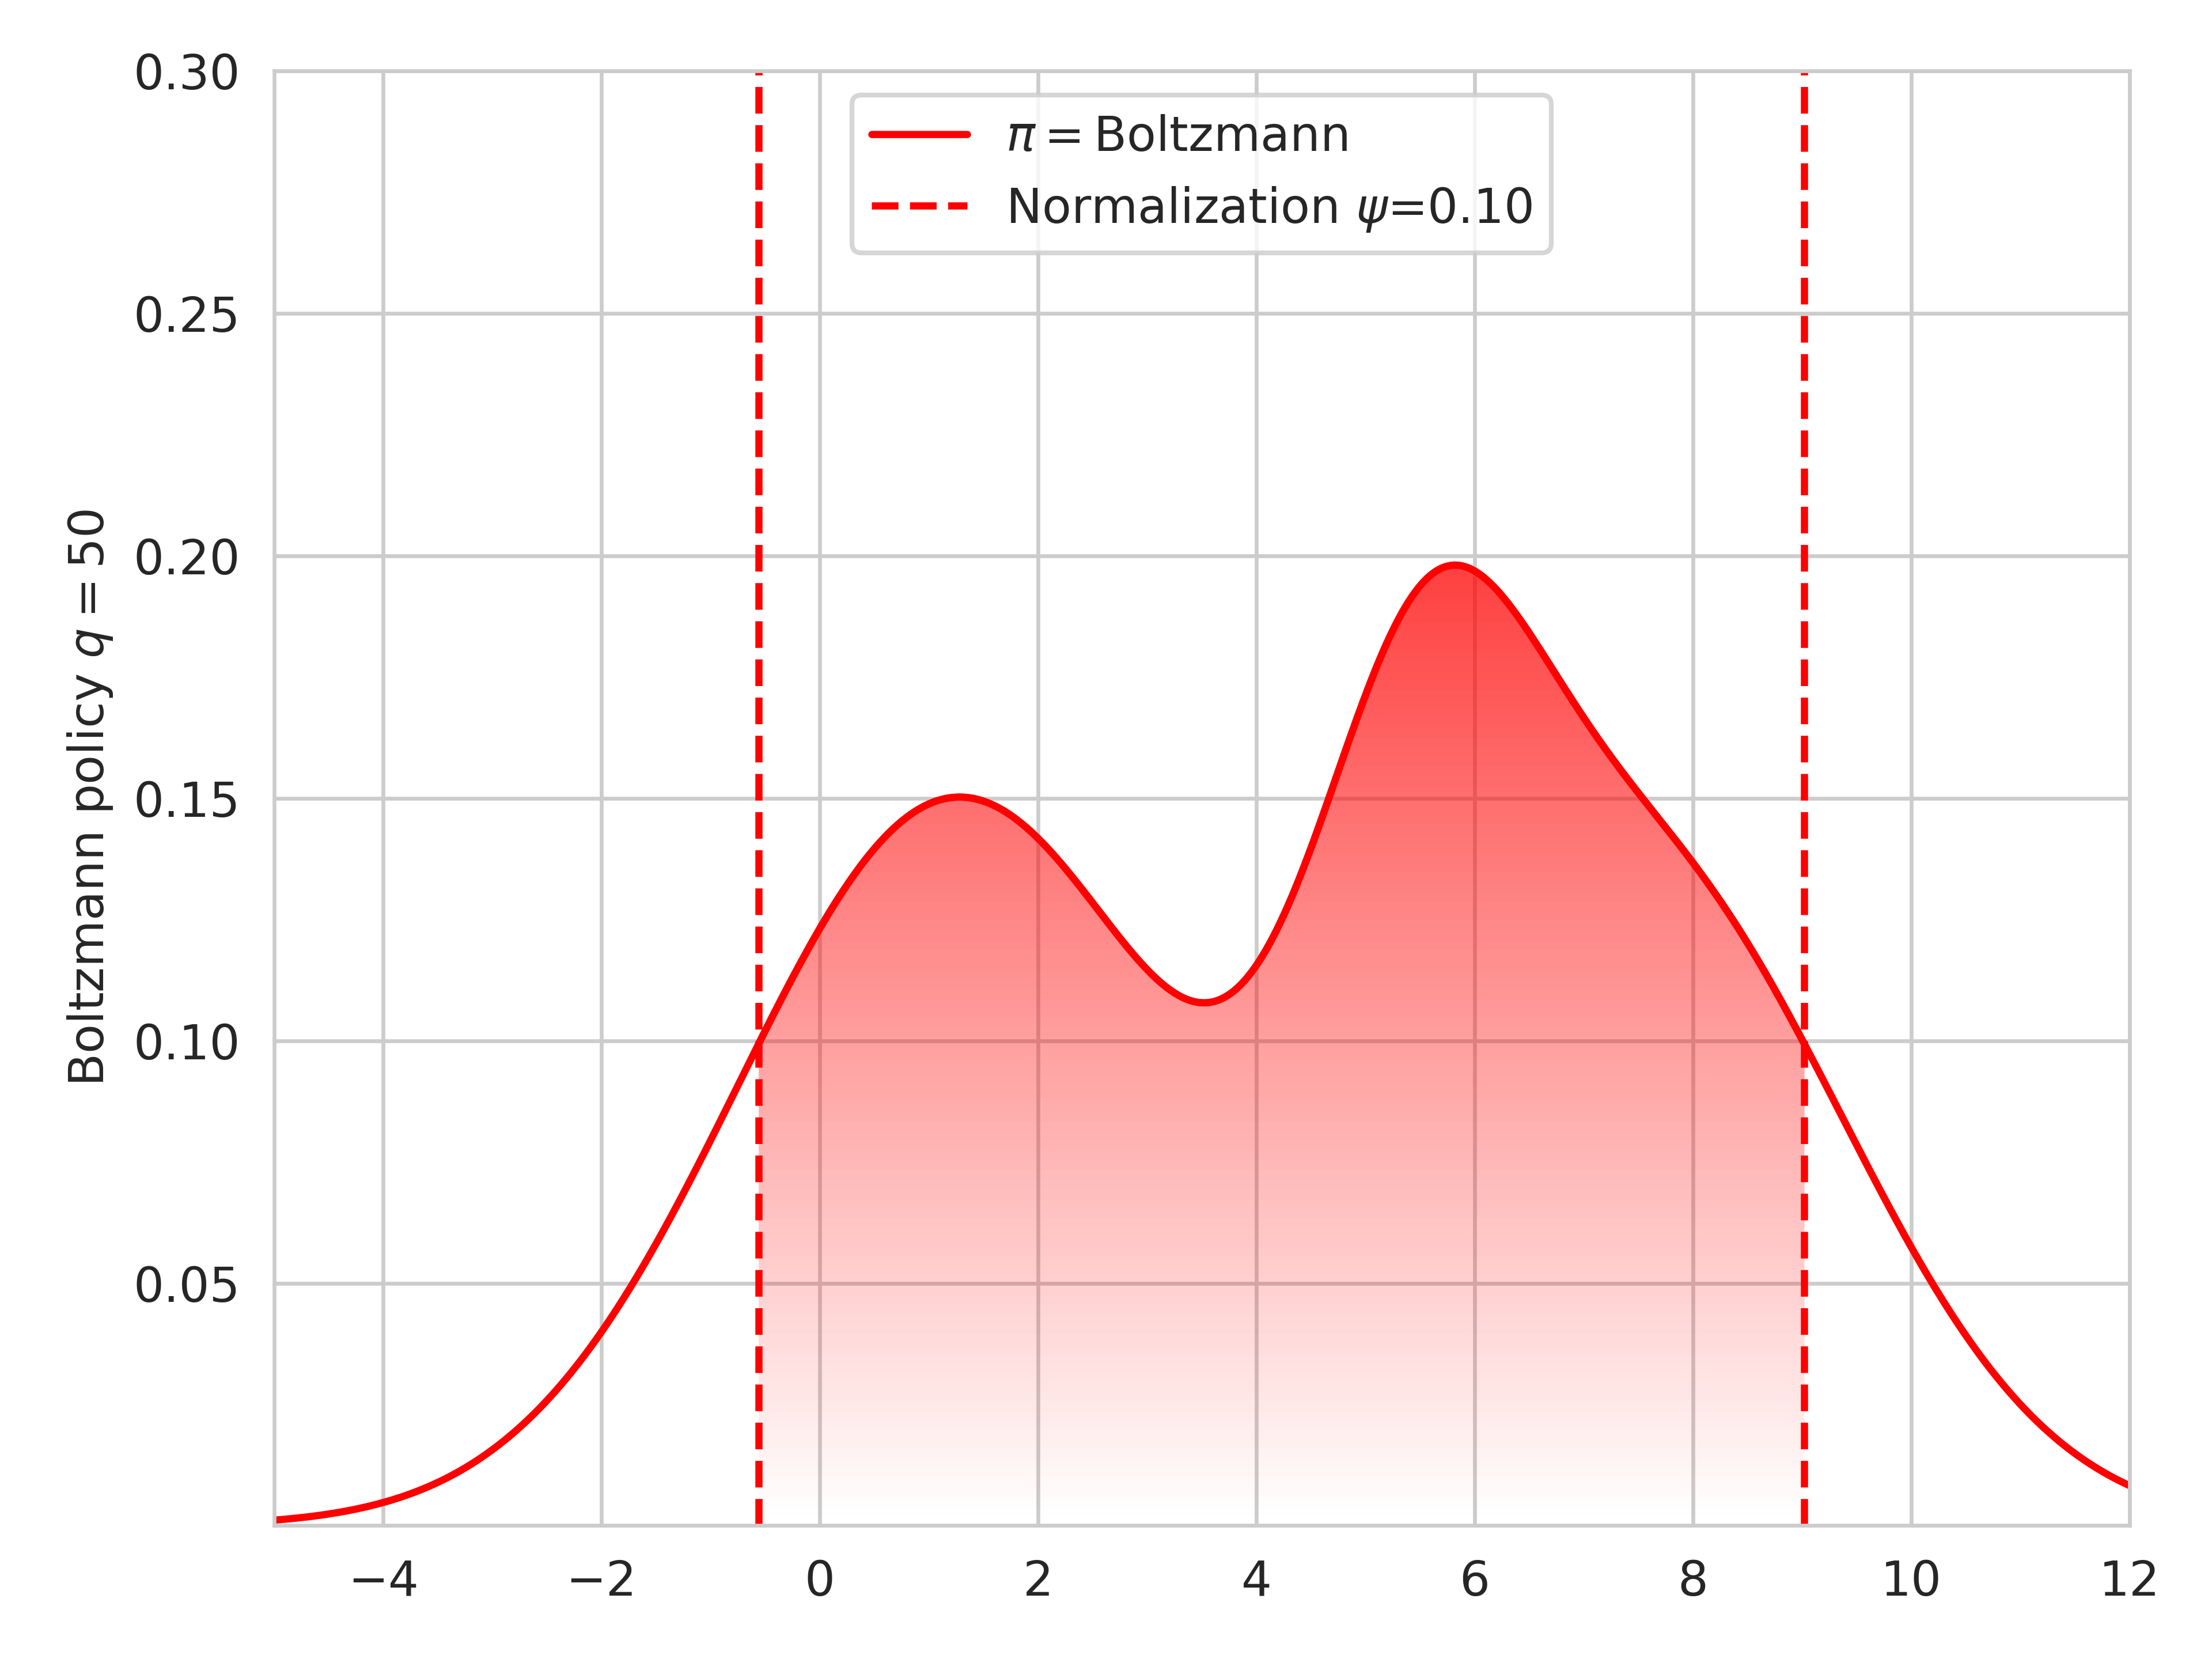 0.30
0.25
0.20
0.15
0.10
0.05
Boltzmann policy q = 50
π = Boltzmann
Normalization ψ=0.10
−4 −2 0 2 4 6 8 10 12